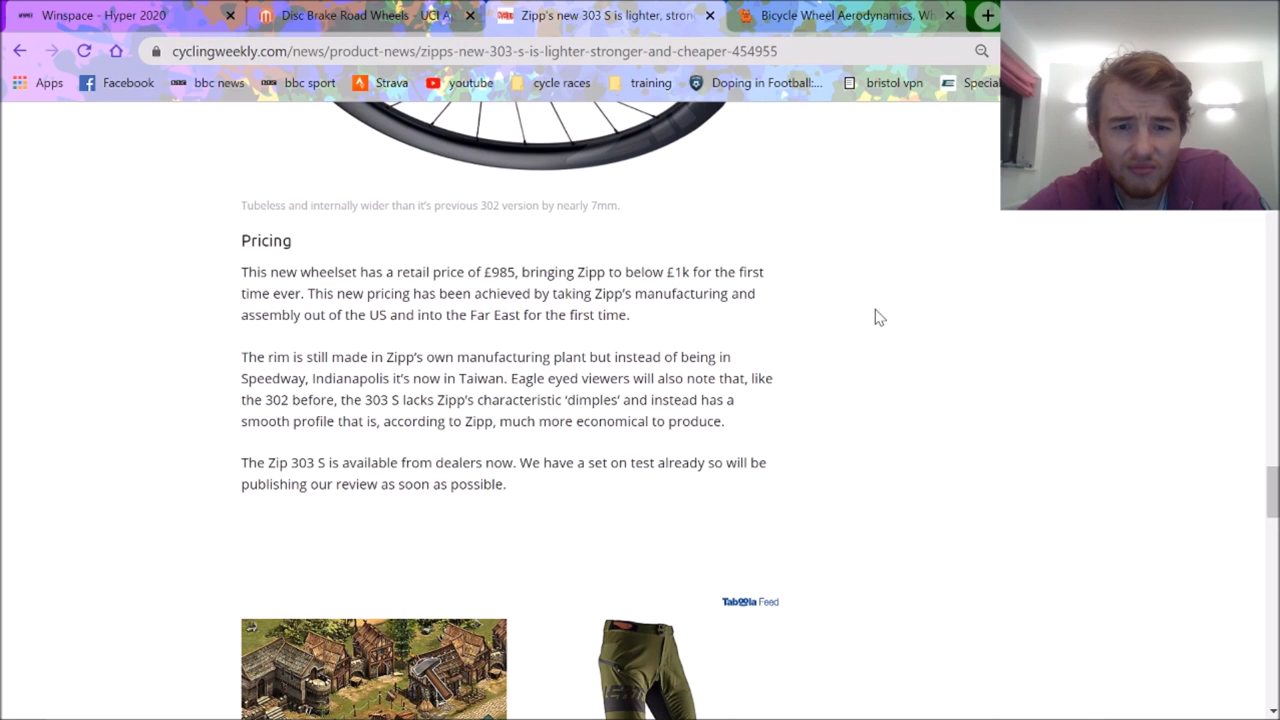 Winspace - Hyper 2020
Disc Brake Road Wheels - UCI Ap
Zipp's new 303 S is lighter, stron
Bicycle Wheel Aerodynamics, Wh
cyclingweekly.com/news/product-news/zipps-new-303-s-is-lighter-stronger-and-cheaper-454955
Apps Facebook bbc news bbc sport Strava youtube cycle races training Doping in Football:... bristol vpn Special
Tubeless and internally wider than it's previous 302 version by nearly 7mm.
Pricing
This new wheelset has a retail price of £985, bringing Zipp to below £1k for the first
time ever. This new pricing has been achieved by taking Zipp's manufacturing and
assembly out of the US and into the Far East for the first time.
The rim is still made in Zipp's own manufacturing plant but instead of being in
Speedway, Indianapolis it's now in Taiwan. Eagle eyed viewers will also note that, like
the 302 before, the 303 S lacks Zipp's characteristic 'dimples' and instead has a
smooth profile that is, according to Zipp, much more economical to produce.
The Zip 303 S is available from dealers now. We have a set on test already so will be
publishing our review as soon as possible.
Taboola Feed